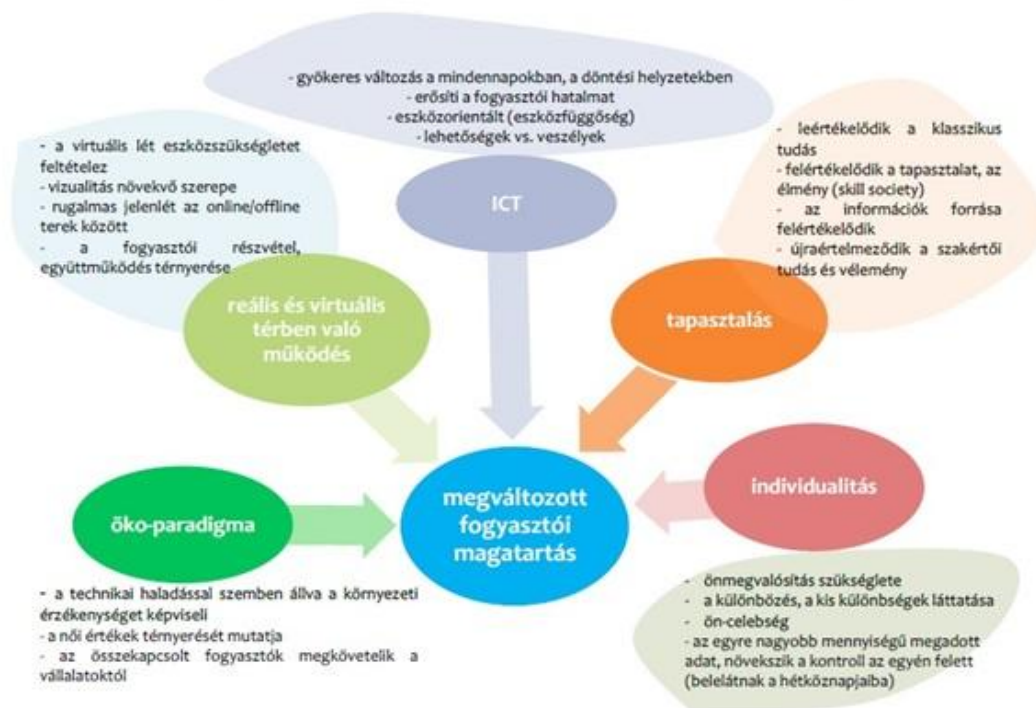 - gyökeres változás a mindennapokban, a döntési helyzetekben
- erősíti a fogyasztói hatalmat
- eszközorientált (eszközfüggőség)
- lehetőségek vs. veszélyek
ICT
- a virtuális lét eszközszükségletet
feltételez
- vizualitás növekvő szerepe
- rugalmas jelenlét az online/offline
terek között
- a fogyasztói részvétel,
együttműködés térnyerése
reális és virtuális
térben való
működés
- leértékelődik a klasszikus
tudás
- felértékelődik a tapasztalat, az
élmény (skill society)
- az információk forrása
felértékelődik
- újraértelmeződik a szakértői
tudás és vélemény
tapasztalás
öko-paradigma
megváltozott
fogyasztói
magatartás
individualitás
- a technikai haladással szemben állva a környezeti
érzékenységet képviseli
- a női értékek térnyerését mutatja
- az összekapcsolt fogyasztók megkövetelik a
vállalatoktól
- önmegvalósítás szükséglete
- a különbözés, a kis különbségek láttatása
- ön-celebség
- az egyre nagyobb mennyiségű megadott
adat, növekszik a kontroll az egyén felett
(belelátnak a hétköznapjaiba)